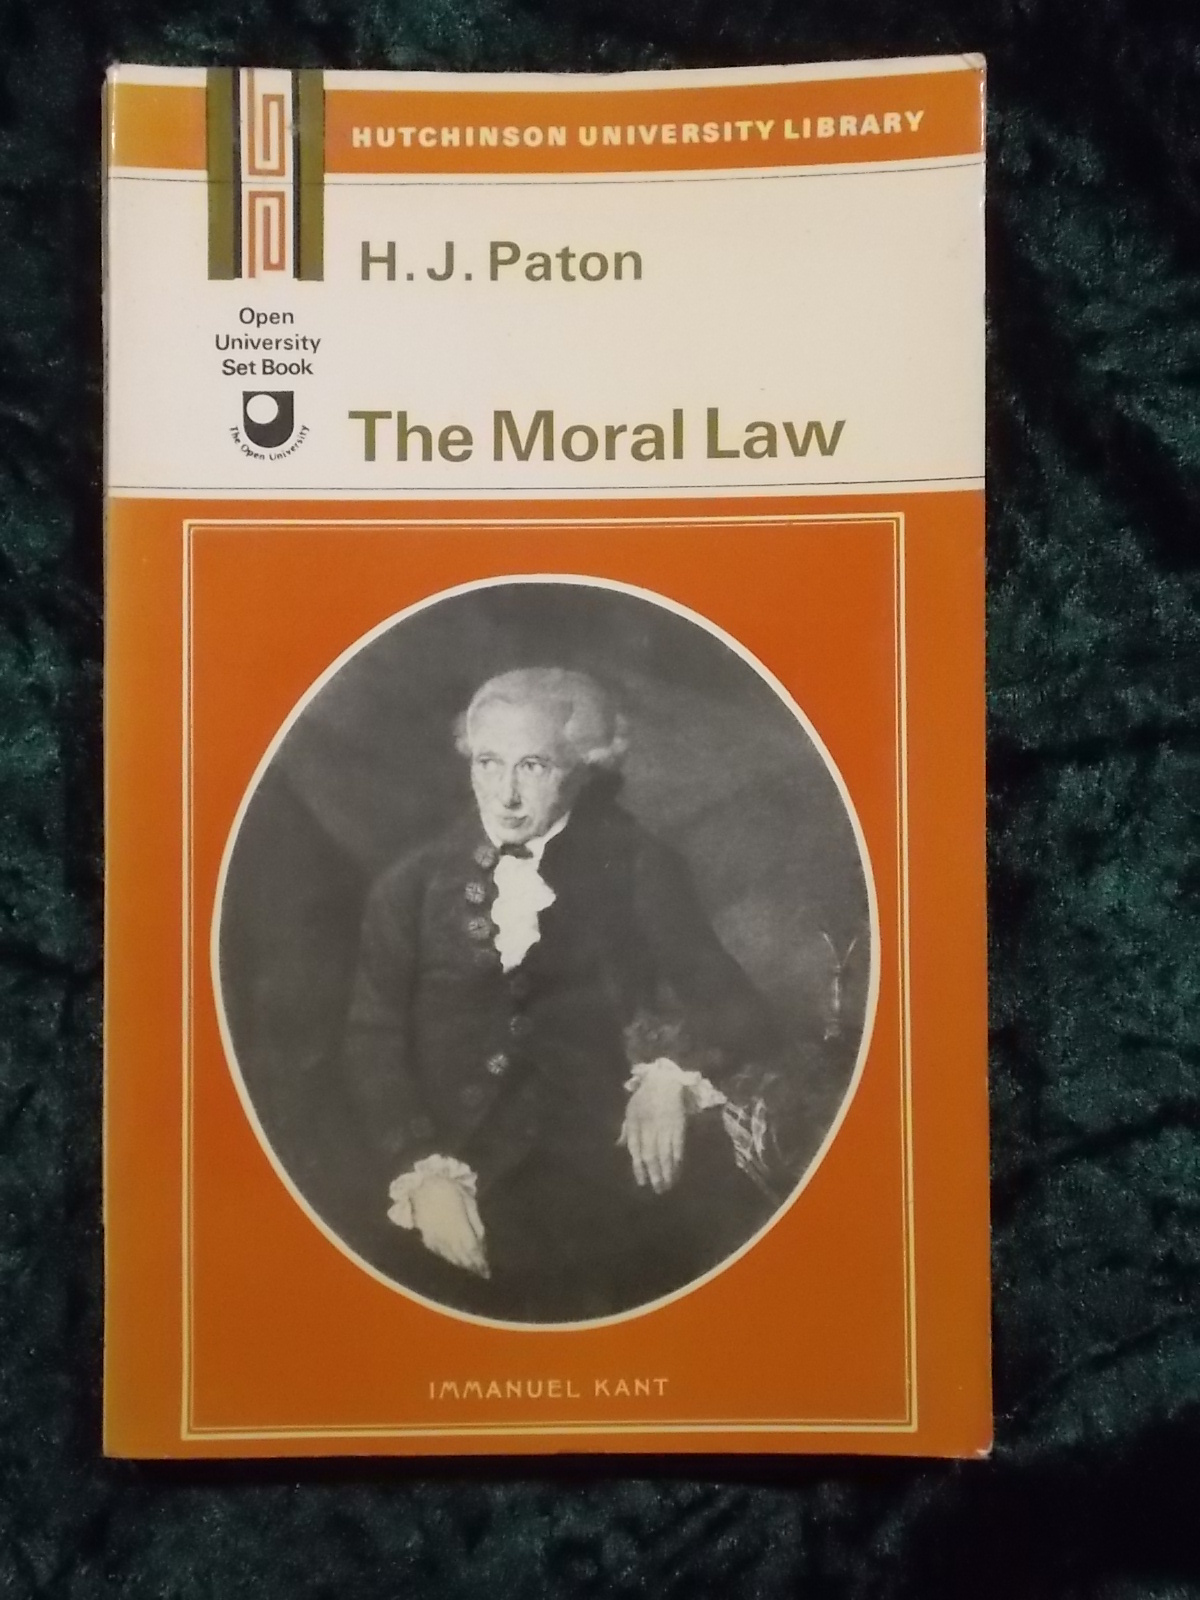 HUTCHINSON UNIVERSITY LIBRARY
H. J. Paton
Open
University
Set Book
The Open University
The Moral Law
IMMANUEL KANT